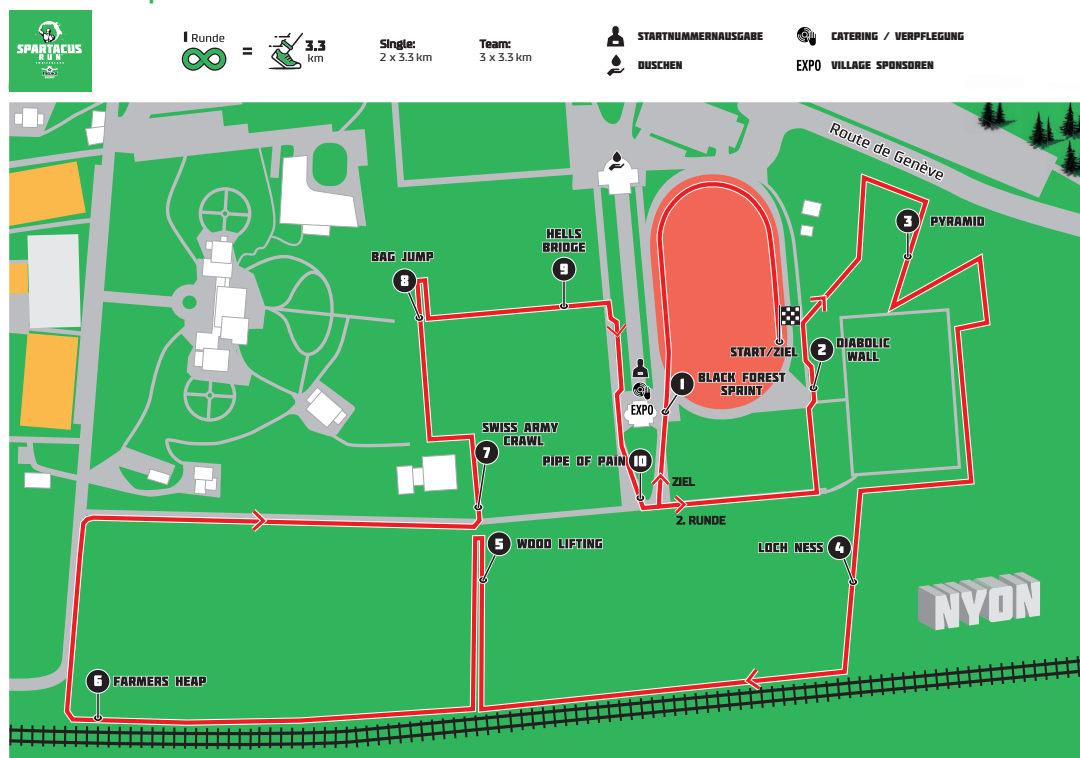 SPARTACUS
RUN
1 Runde
=
3.3
km
Single:
2 x 3.3 km
Team:
3 x 3.3 km
STARTNUMMERNAUSGABE
DUSCHEN
CATERING / VERPFLEGUNG
EXPO VILLAGE SPONSOREN
Route de Genève
3 PYRAMID
HELLS
BRIDGE
9
BAG JUMP
8
START/ZIEL
2 DIABOLIC
WALL
1 BLACK FOREST
SPRINT
EXPO
SWISS ARMY
CRAWL
7
PIPE OF PAIN 10
ZIEL
2. RUNDE
5 WOOD LIFTING
LOCH NESS 4
NYON
6 FARMERS HEAP